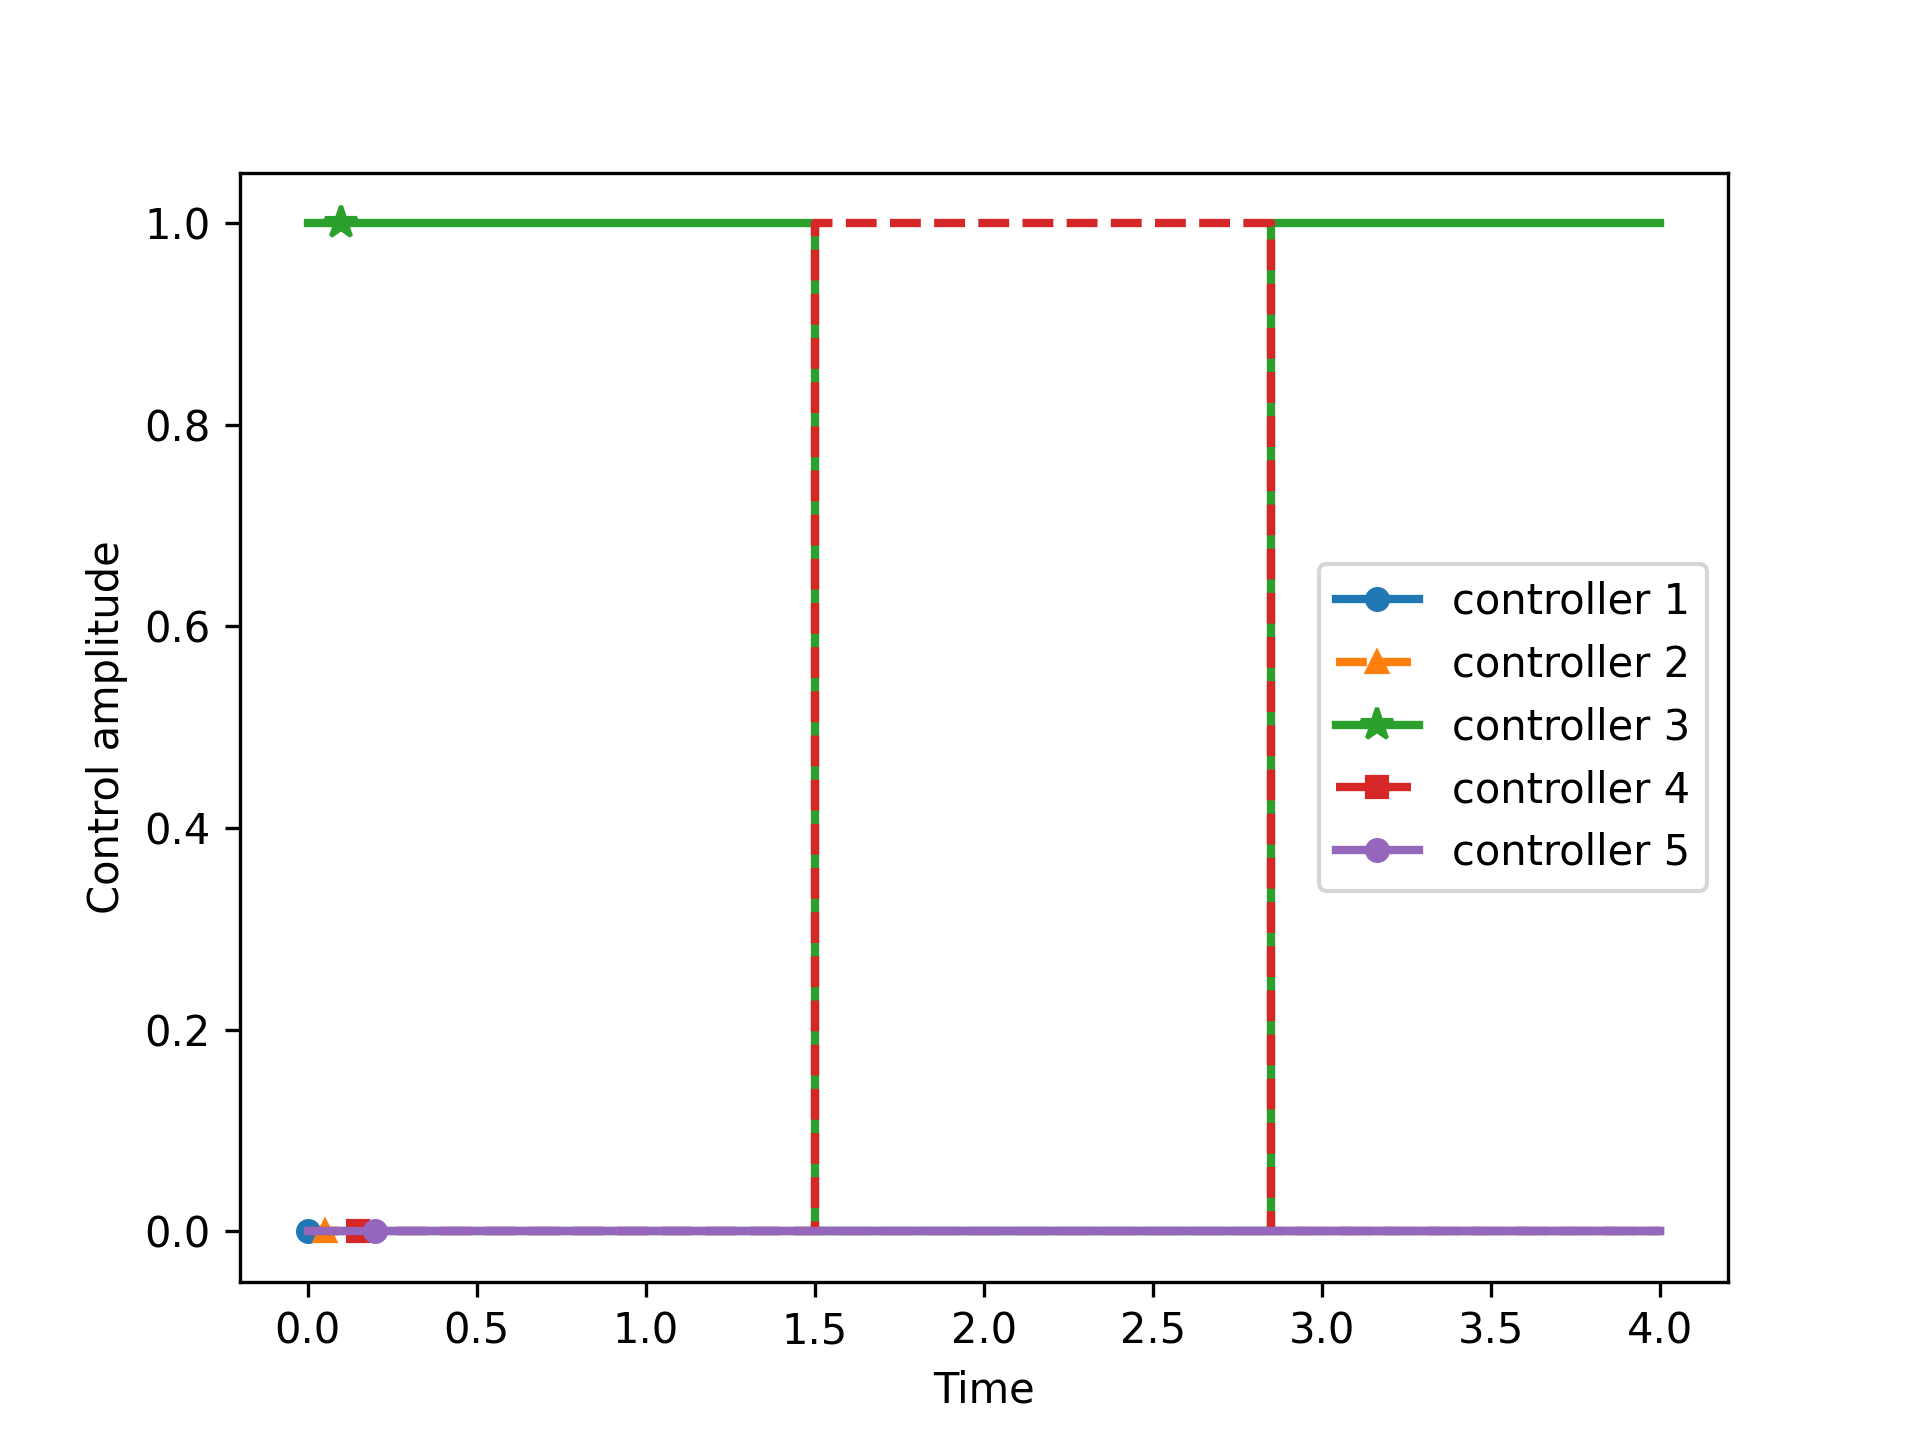 1.0
0.8
0.6
0.4
0.2
0.0
Control amplitude
controller 1
controller 2
controller 3
controller 4
controller 5
0.0 0.5 1.0 1.5 2.0 2.5 3.0 3.5 4.0
Time